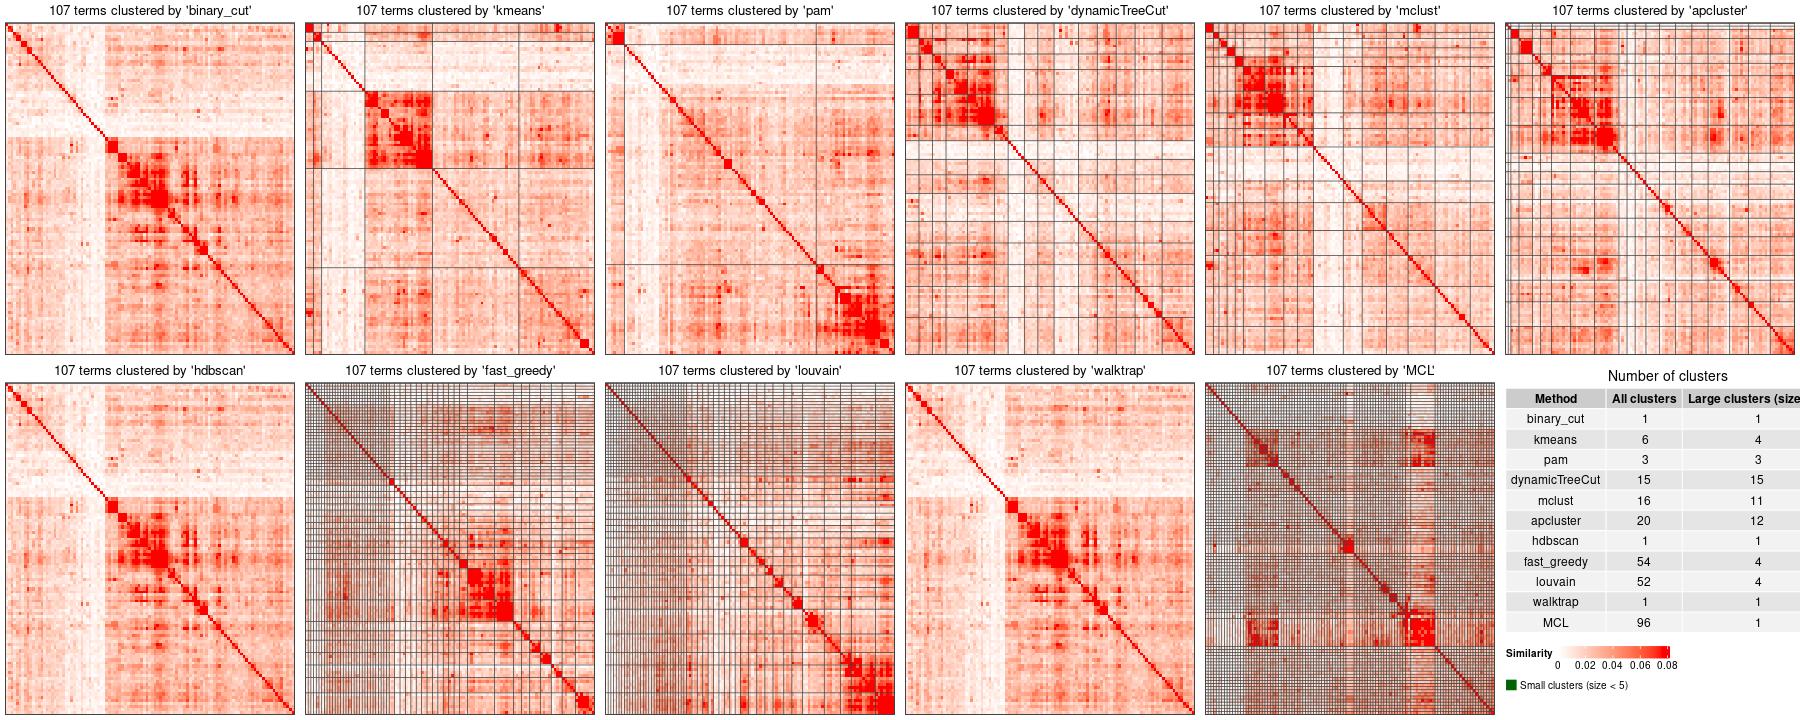 107 terms clustered by 'binary_cut'
107 terms clustered by 'kmeans'
107 terms clustered by 'pam'
107 terms clustered by 'dynamicTreeCut'
107 terms clustered by 'mclust'
107 terms clustered by 'apcluster'
107 terms clustered by 'hdbscan'
107 terms clustered by 'fast_greedy'
107 terms clustered by 'louvain'
107 terms clustered by 'walktrap'
107 terms clustered by 'MCL'
Number of clusters
Method All clusters Large clusters (size
binary_cut 1 1
kmeans 6 4
pam 3 3
dynamicTreeCut 15 15
mclust 16 11
apcluster 20 12
hdbscan 1 1
fast_greedy 54 4
louvain 52 4
walktrap 1 1
MCL 96 1
Similarity
0 0.02 0.04 0.06 0.08
Small clusters (size < 5)